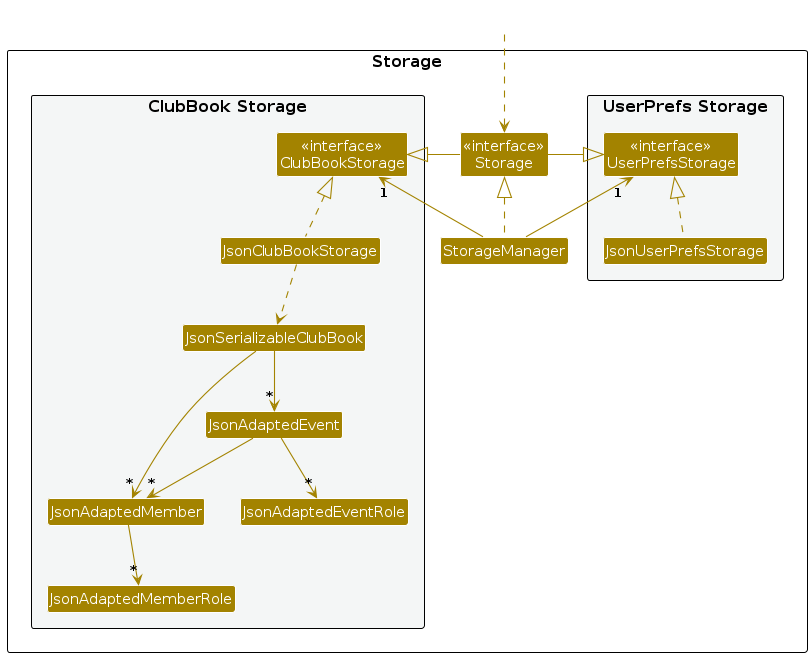 Storage
ClubBook Storage
UserPrefs Storage
«interface»
ClubBookStorage
«interface»
Storage
«interface»
UserPrefsStorage
1
1
JsonClubBookStorage
StorageManager
JsonUserPrefsStorage
JsonSerializableClubBook
*
JsonAdaptedEvent
*
*
*
JsonAdaptedMember
JsonAdaptedEventRole
*
JsonAdaptedMemberRole